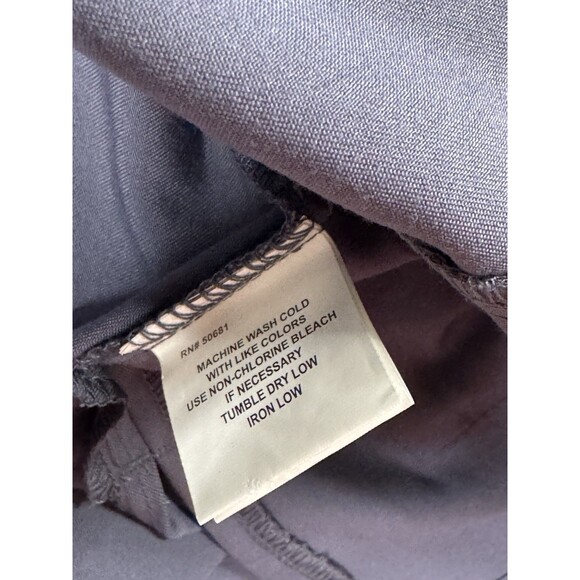 RN# 50681
MACHINE WASH COLD
WITH LIKE COLORS
USE NON-CHLORINE BLEACH
IF NECESSARY
TUMBLE DRY LOW
IRON LOW